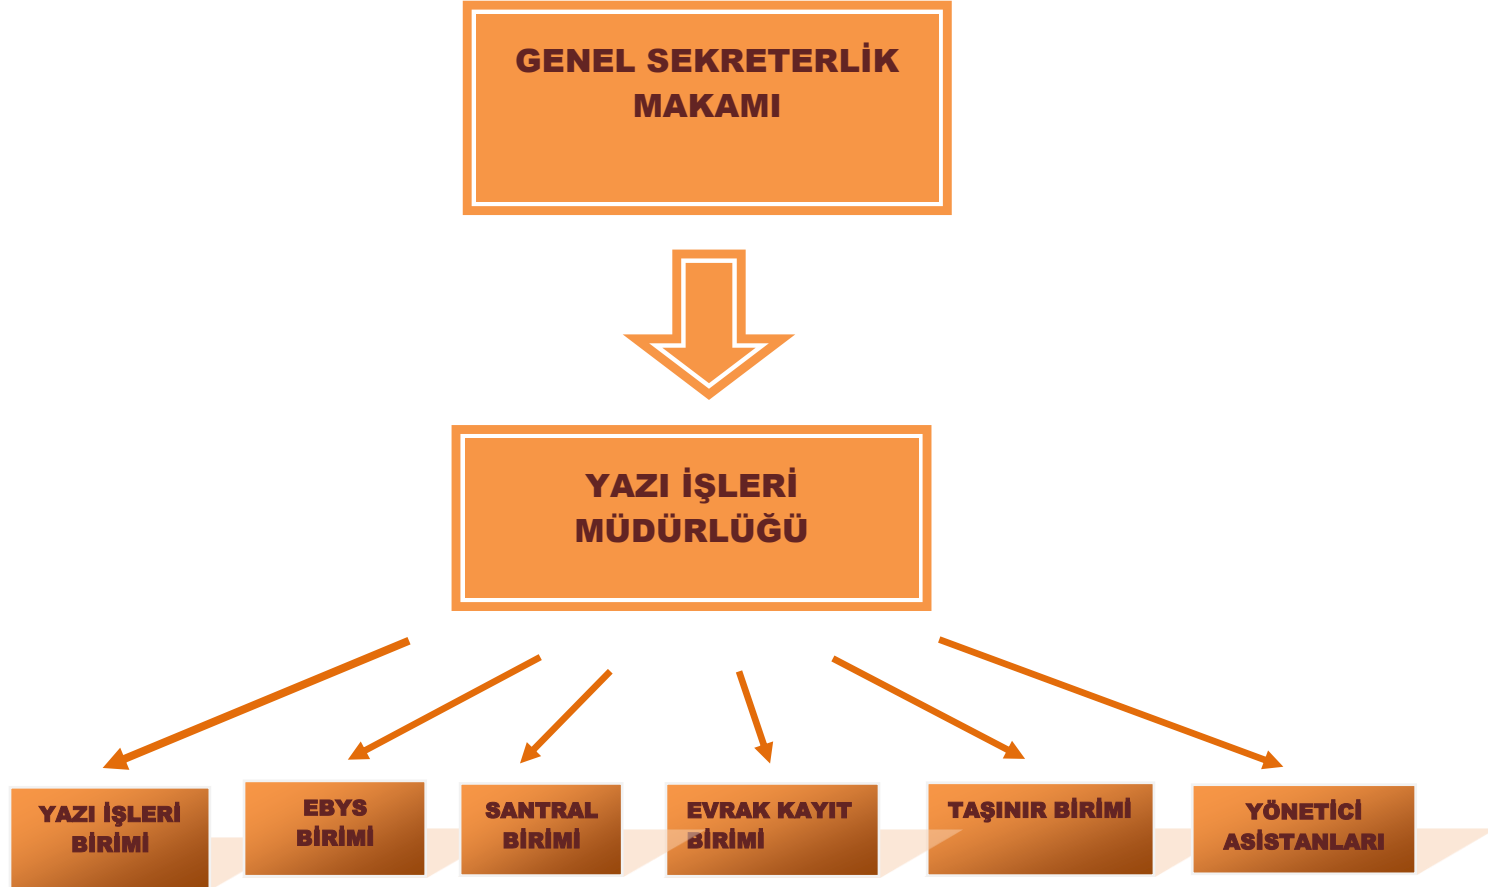 GENEL SEKRETERLİK
MAKAMI
YAZI İŞLERİ
MÜDÜRLÜĞÜ
YAZI İŞLERİ
BİRİMİ
EBYS
BİRİMİ
SANTRAL
BİRİMİ
EVRAK KAYIT
BİRİMİ
TAŞINIR BİRİMİ
YÖNETİCİ
ASİSTANLARI